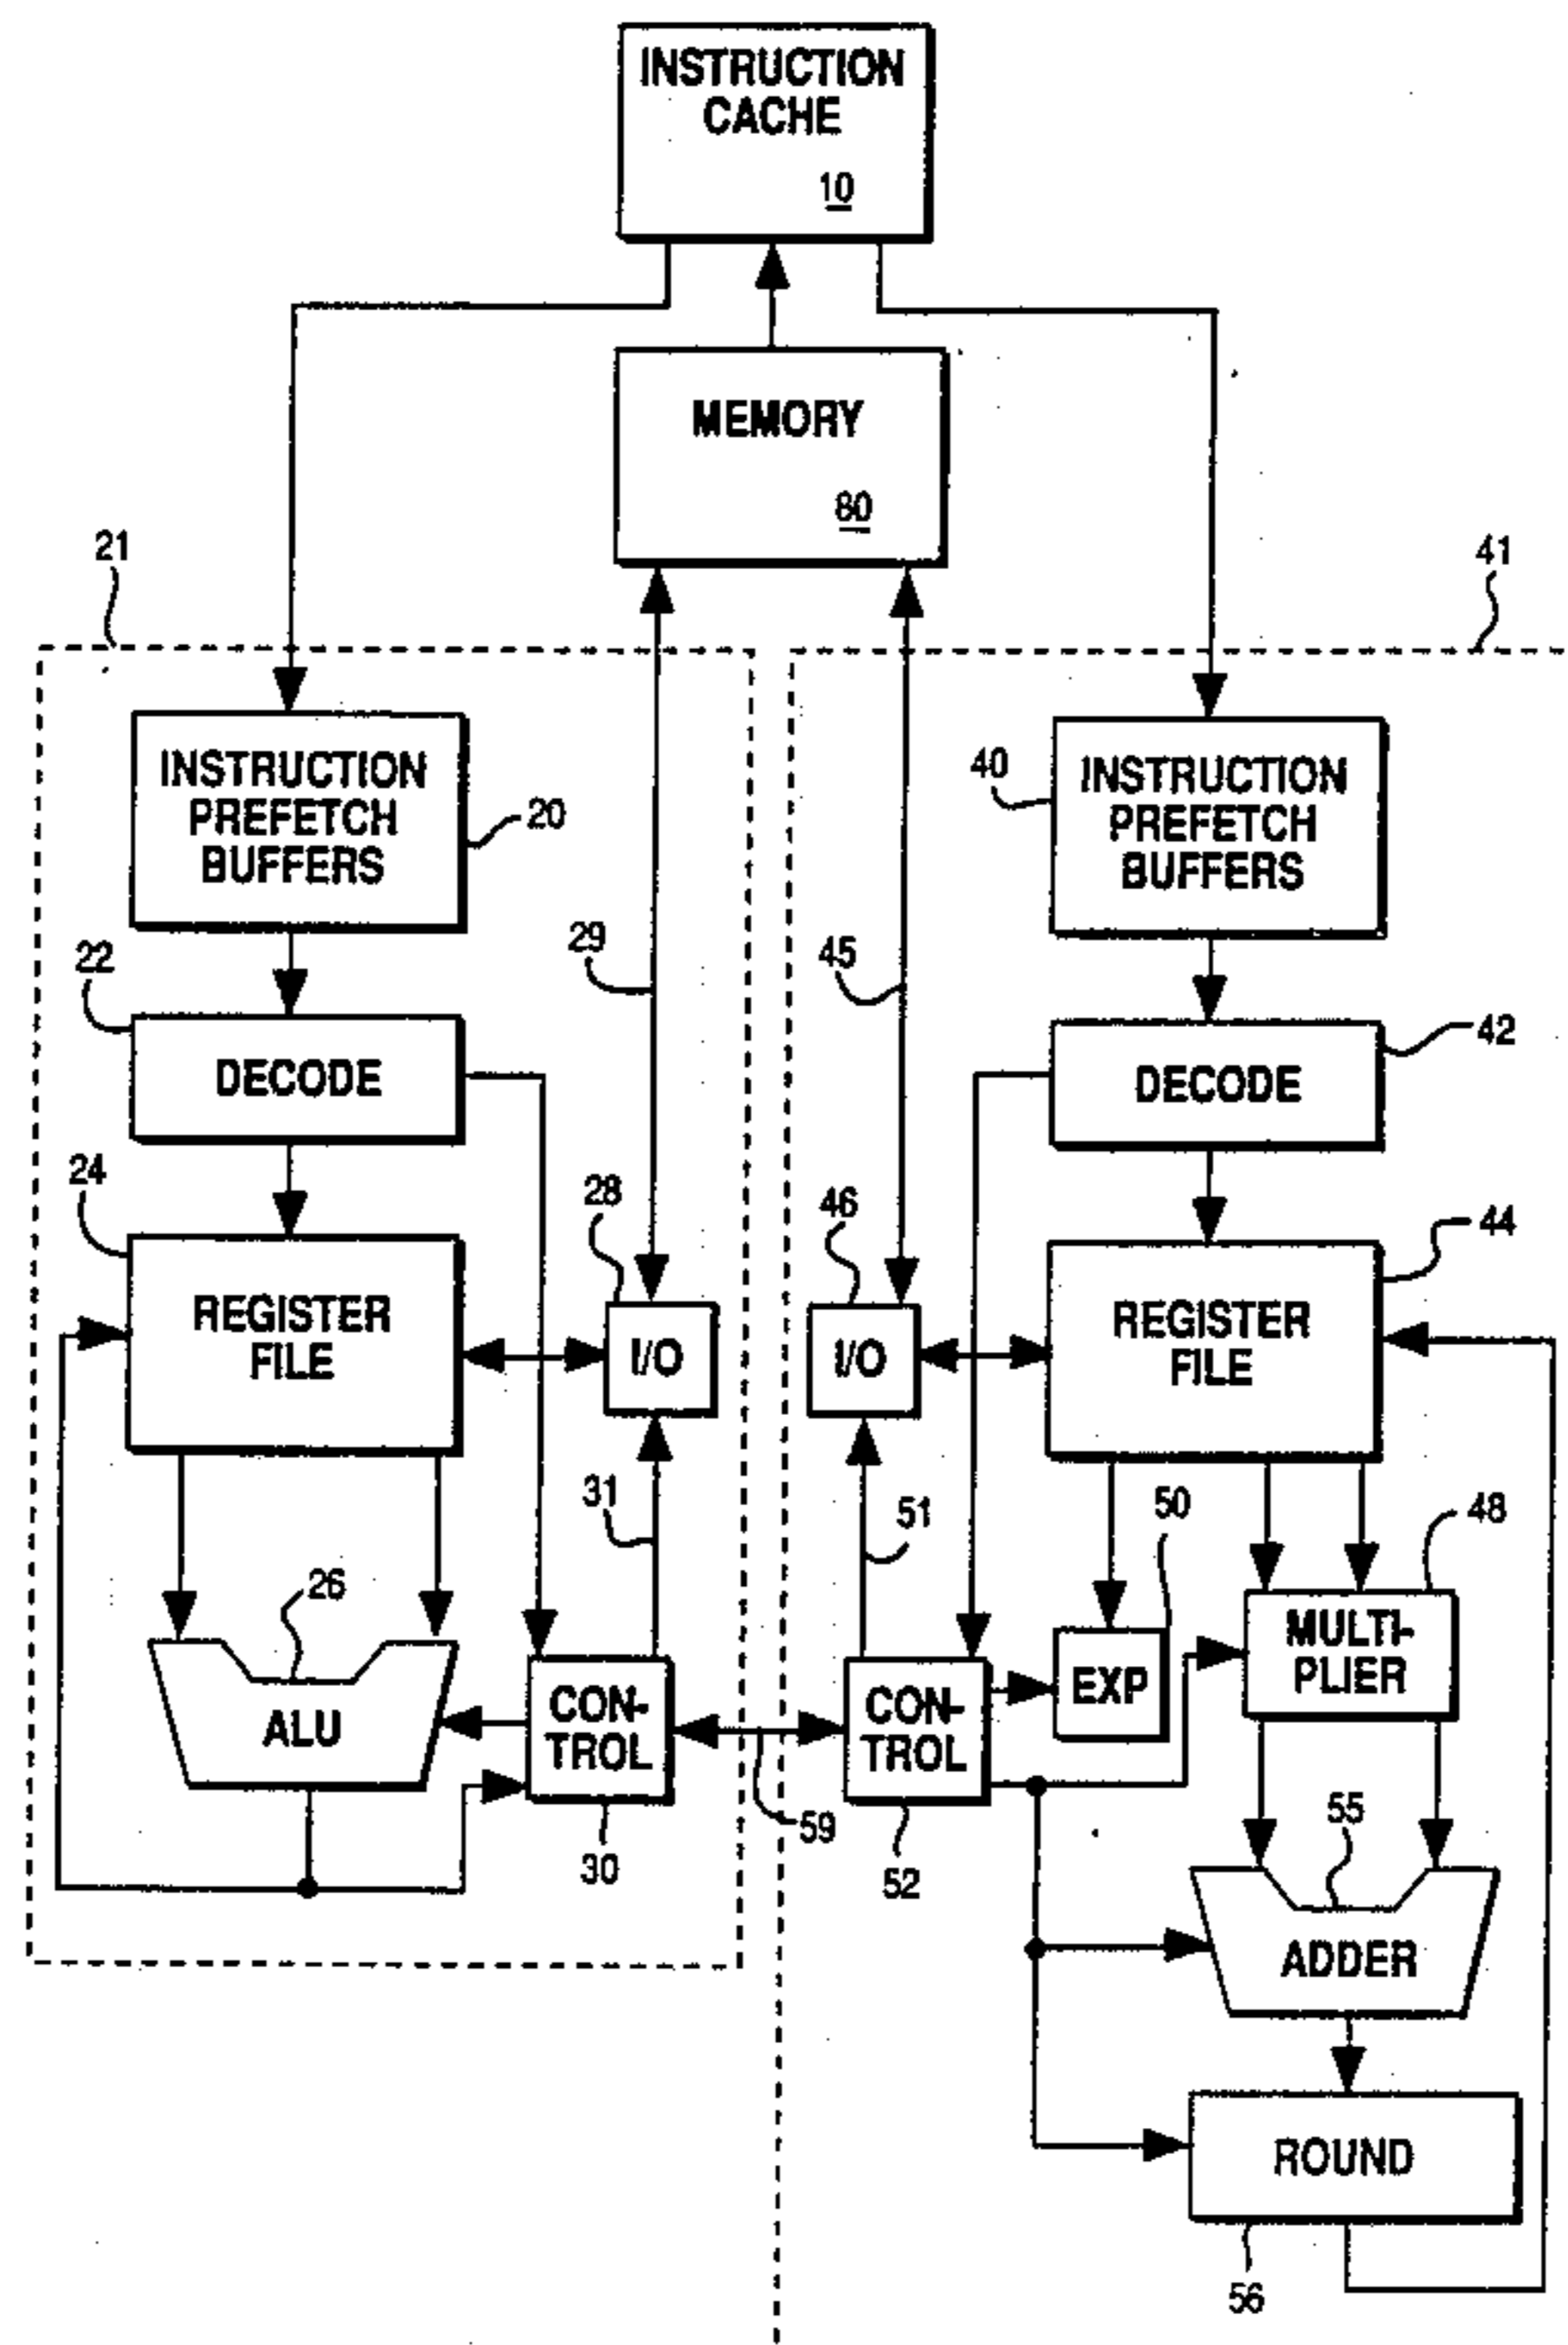 INSTRUCTION
CACHE
10
MEMORY
80
21
41
INSTRUCTION
PREFETCH
BUFFERS
20
40
INSTRUCTION
PREFETCH
BUFFERS
22
29
45
DECODE
DECODE
42
24
28
46
44
REGISTER
FILE
I/O
I/O
REGISTER
FILE
31
51
50
48
26
ALU
CON-
TROL
CON-
TROL
EXP
MULTI-
PLIER
30
59
52
55
ADDER
ROUND
56